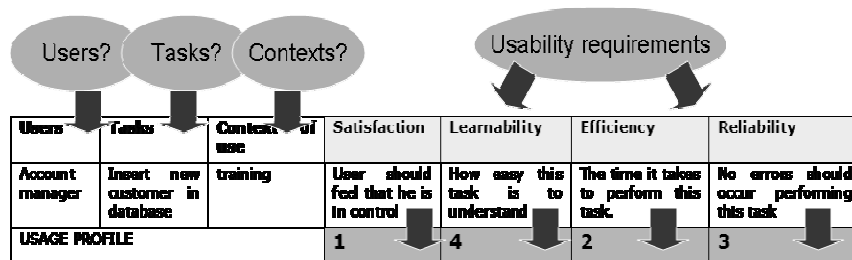 Users? Tasks? Contexts? Usability requirements
Users Tasks Contexts of use Satisfaction Learnability Efficiency Reliability
Account manager
Insert new customer in database
training
User should feel that he is in control
How easy this task is to understand
The time it takes to perform this task.
No errors should occur performing this task
USAGE PROFILE 1 4 2 3